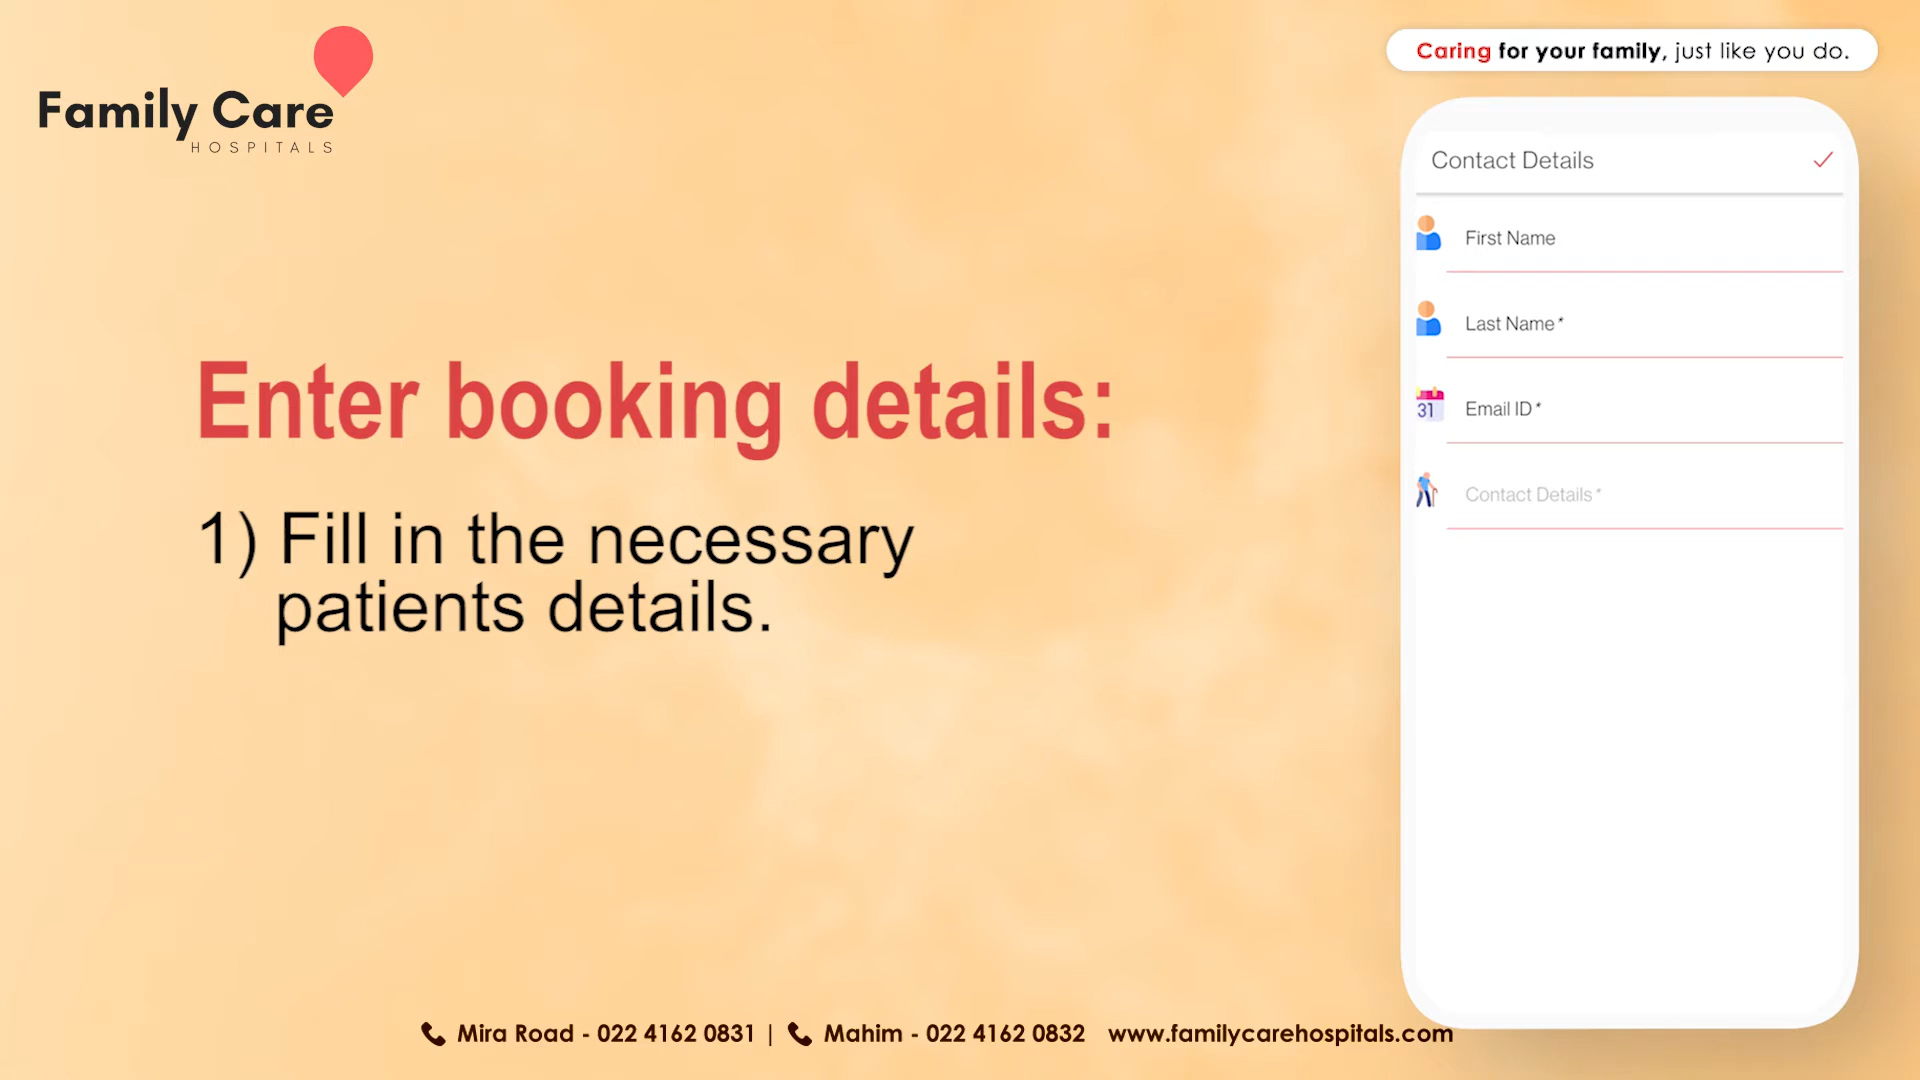 Family Care
HOSPITALS
Caring for your family, just like you do.
Enter booking details:
1) Fill in the necessary
patients details.
Contact Details
First Name
Last Name*
31
Email ID*
Contact Details*
Mira Road - 022 4162 0831 | Mahim - 022 4162 0832 www.familycarehospitals.com